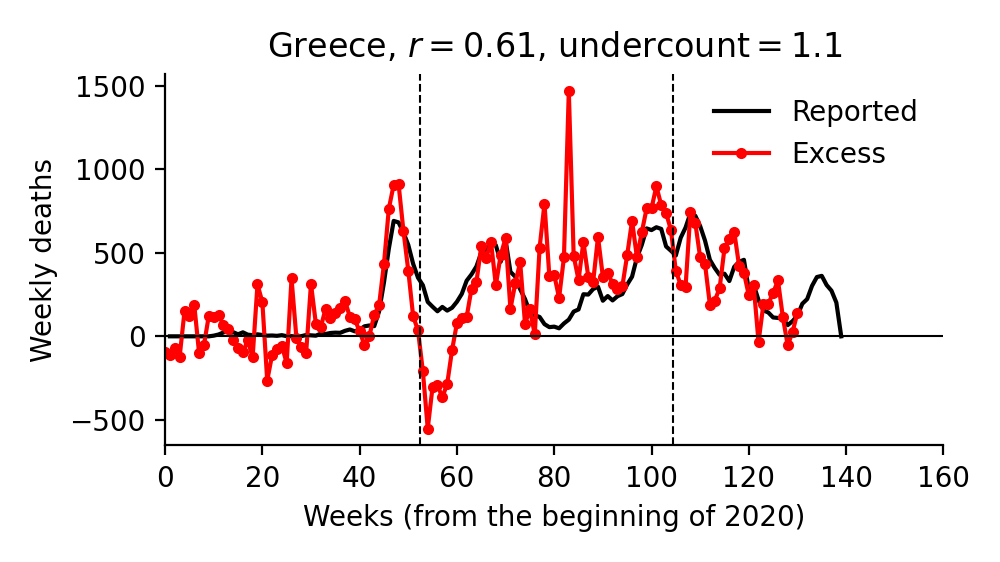 Greece, r = 0.61, undercount = 1.1
1500
1000
500
0
−500
Weekly deaths
Reported
Excess
0 20 40 60 80 100 120 140 160
Weeks (from the beginning of 2020)